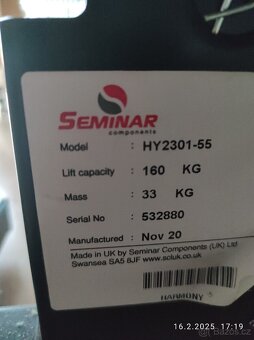 SEMINAR
components
Model : HY2301-55
Lift capacity : 160 KG
Mass : 33 KG
Serial No : 532880
Manufactured : Nov 20
Made in UK by Seminar Components (UK) Ltd
Swansea SA5 8JF www.scluk.co.uk
HARMONY
16.2.2025 17:19